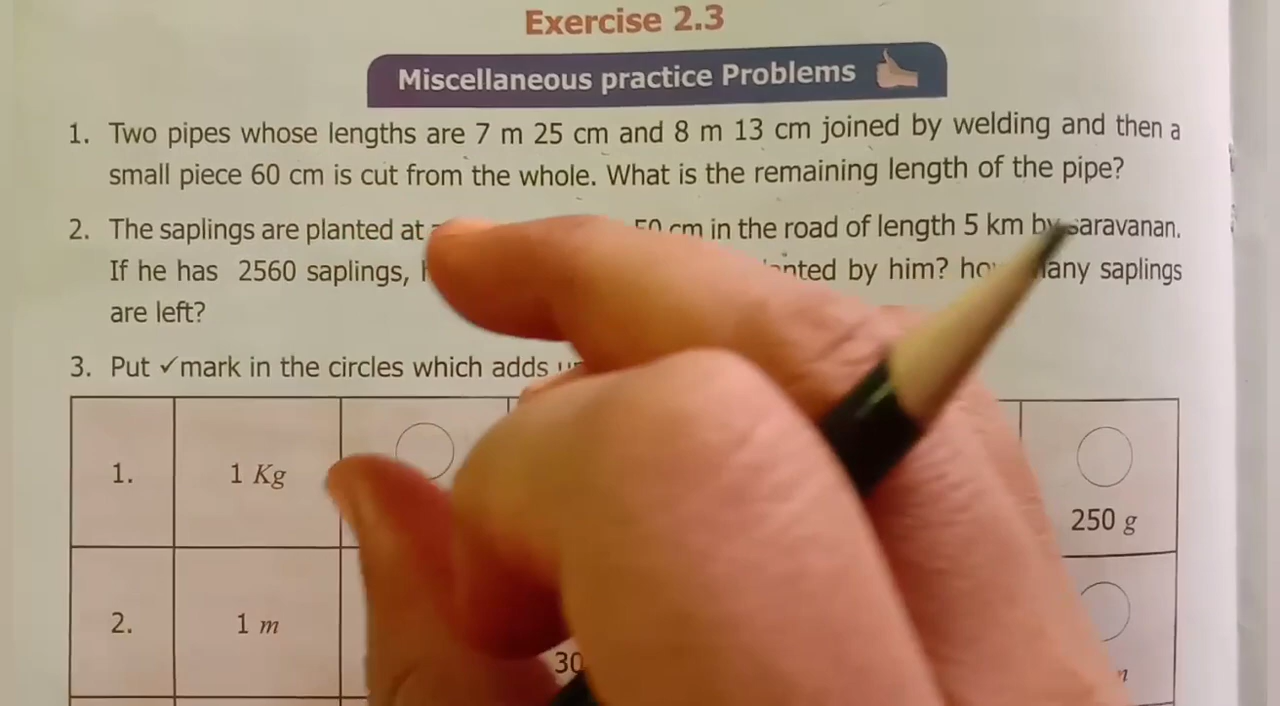 Exercise 2.3
Miscellaneous practice Problems
1. Two pipes whose lengths are 7 m 25 cm and 8 m 13 cm joined by welding and then a
small piece 60 cm is cut from the whole. What is the remaining length of the pipe?
2. The saplings are planted at 50 cm in the road of length 5 km by saravanan.
If he has 2560 saplings, by him? how many saplings
are left?
3. Put ✓mark in the circles which adds
1. 1 Kg 250 g
2. 1 m 30